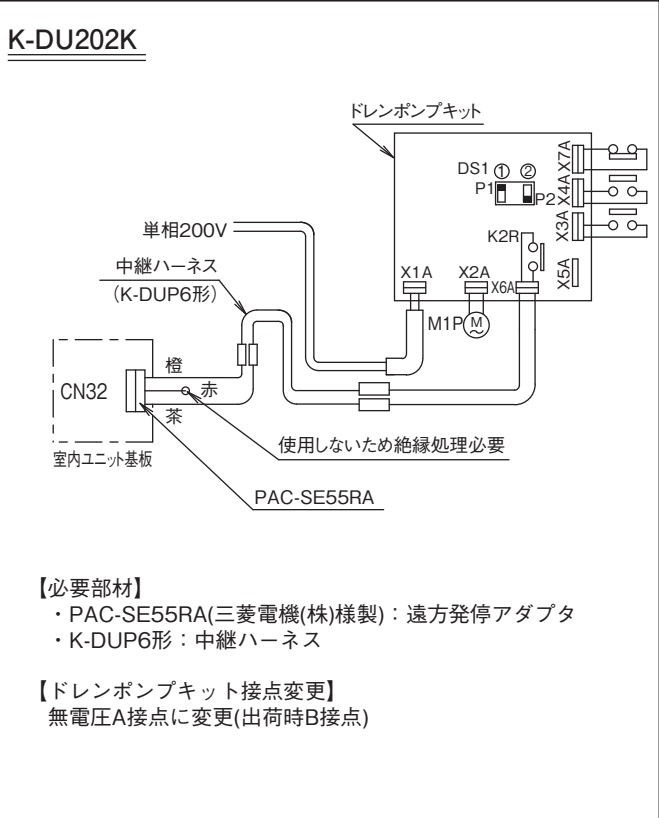 K-DU202K
ドレンポンプキット
DS1 ① ②
P1
P2
X7A
X4A
X3A
X5A
K2R
単相200V
中継ハーネス
（K-DUP6形）
X1A
X2A
X6A
M1P
M
橙
赤
茶
CN32
室内ユニット基板
使用しないため絶縁処理必要
PAC-SE55RA
【必要部材】
・PAC-SE55RA(三菱電機(株)様製)：遠方発停アダプタ
・K-DUP6形：中継ハーネス
【ドレンポンプキット接点変更】
無電圧A接点に変更(出荷時B接点)